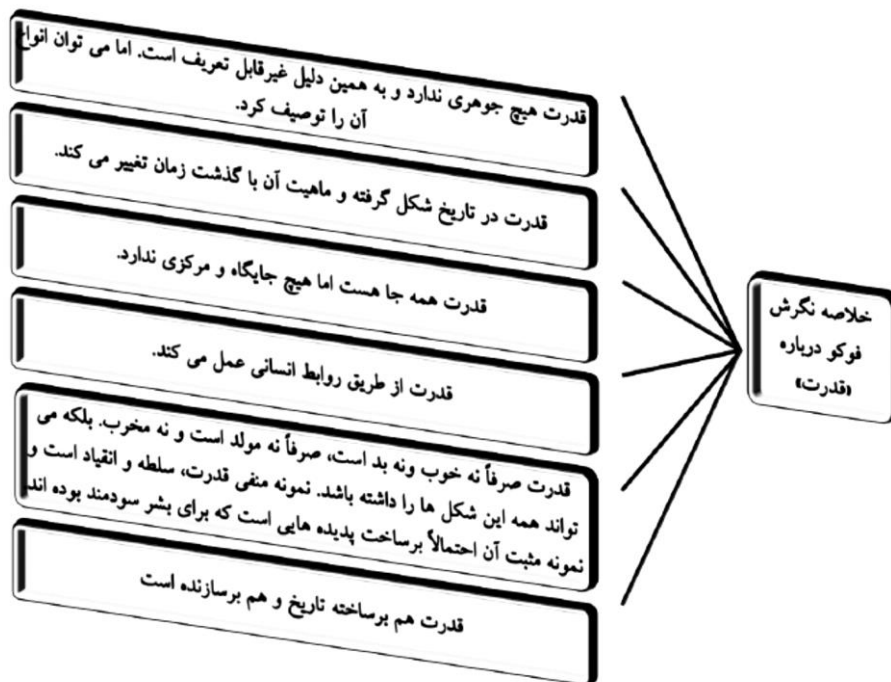 خلاصه نگرش
فوکو درباره
«قدرت»
قدرت هیچ جوهری ندارد و به همین دلیل غیرقابل تعریف است. اما می توان انواع
آن را توصیف کرد.
قدرت در تاریخ شکل گرفته و ماهیت آن با گذشت زمان تغییر می کند.
قدرت همه جا هست اما هیچ جایگاه و مرکزی ندارد.
قدرت از طریق روابط انسانی عمل می کند.
قدرت صرفاً نه خوب ونه بد است، صرفاً نه مولد است و نه مخرب. بلکه می
تواند همه این شکل ها را داشته باشد. نمونه منفی قدرت، سلطه و انقیاد است و
نمونه مثبت آن احتمالاً برساخت پدیده هایی است که برای بشر سودمند بوده اند.
قدرت هم برساخته تاریخ و هم برسازنده است